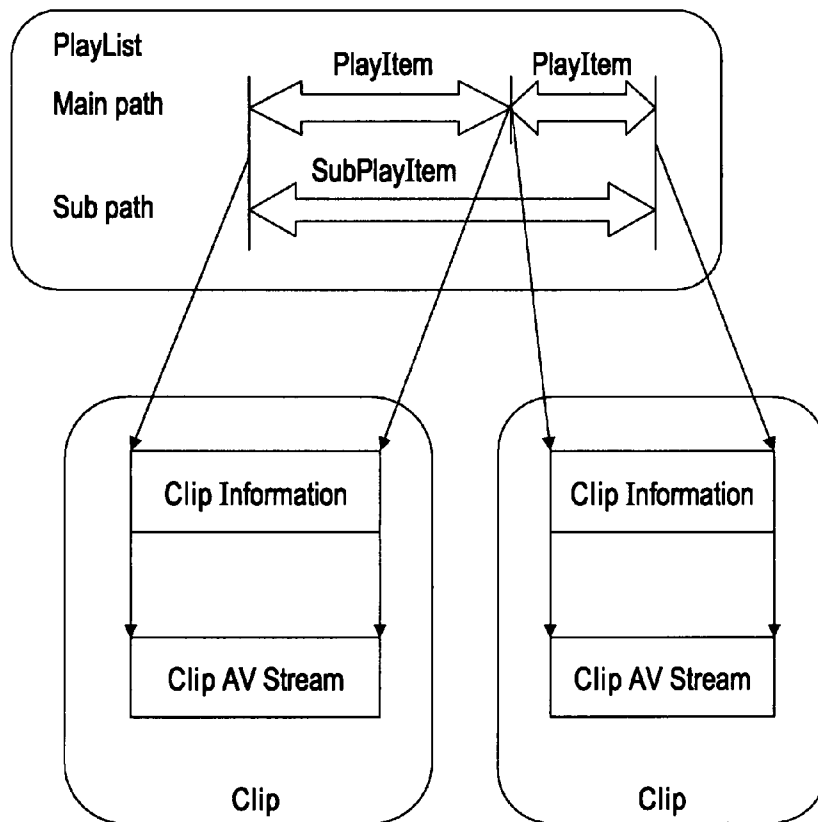 PlayList
PlayItem PlayItem
Main path
SubPlayItem
Sub path
Clip Information Clip Information
Clip AV Stream Clip AV Stream
Clip Clip